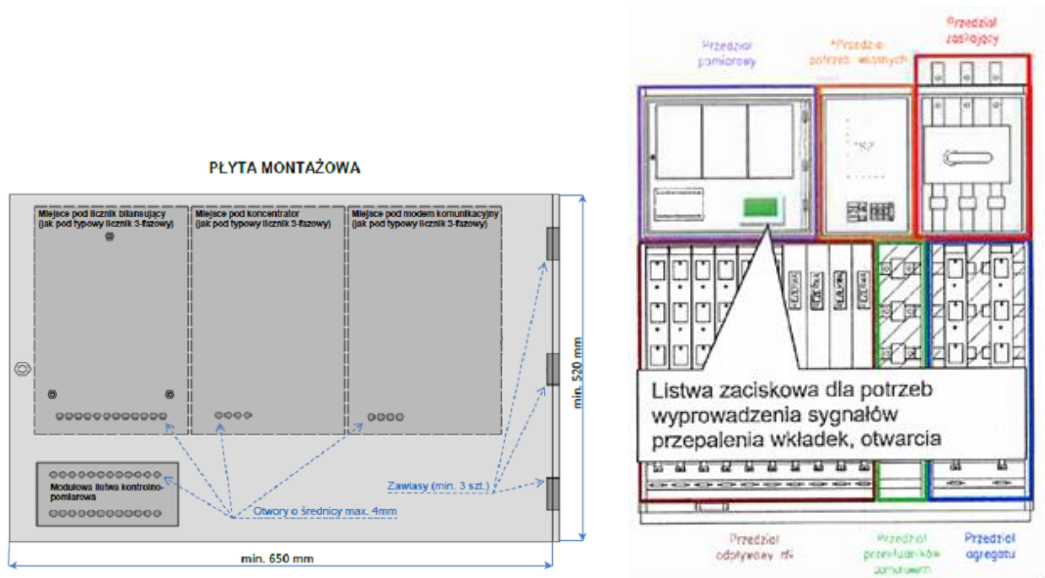 PŁYTA MONTAŻOWA
Miejsce pod licznik bilansujący
(jak pod typowy licznik 3-fazowy)
Miejsce pod koncentrator
(jak pod typowy licznik 3-fazowy)
Miejsce pod modem komunikacyjny
(jak pod typowy licznik 3-fazowy)
Modułowa listwa kontrolno-
pomiarowa
Zawiasy (min. 3 szt.)
Otwory o średnicy max. 4mm
min. 650 mm
min. 520 mm
Przedział
pomiarowy
*Przedział
potrzeb własnych
Przedział
zasilający
Listwa zaciskowa dla potrzeb
wyprowadzenia sygnałów
przepalenia wkładek, otwarcia
Przedział
odpływowy
Przedział
Przedział
agregatu